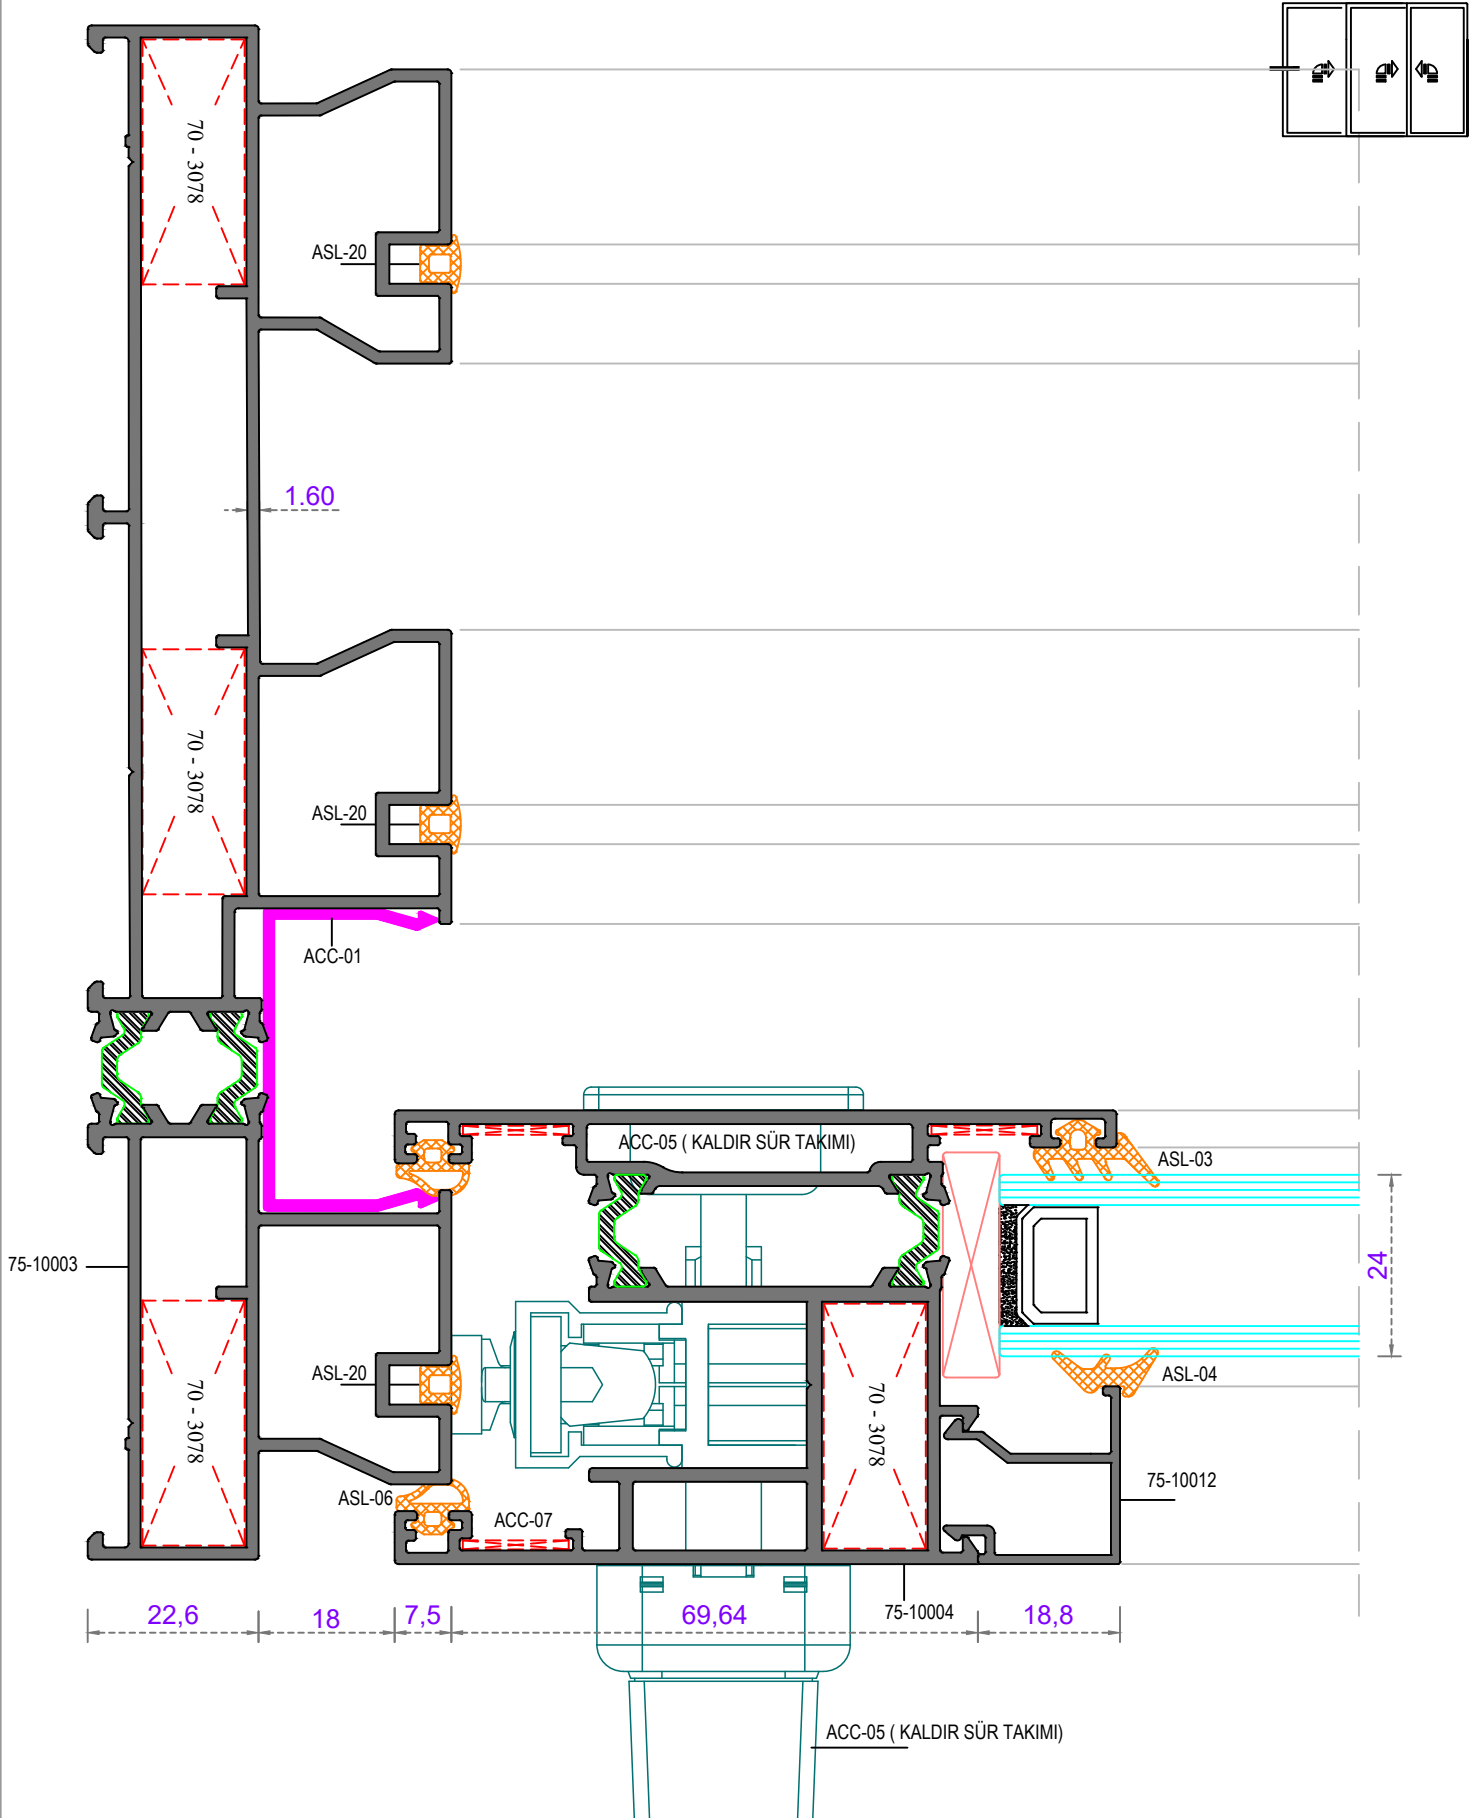 70 - 3078
ASL-20
1.60
70 - 3078
ASL-20
ACC-01
ACC-05 ( KALDIR SÜR TAKIMI)
ASL-03
75-10003
24
ASL-20
ASL-04
70 - 3078
70 - 3078
75-10012
ASL-06
ACC-07
75-10004
22,6
18
7,5
69,64
18,8
ACC-05 ( KALDIR SÜR TAKIMI)